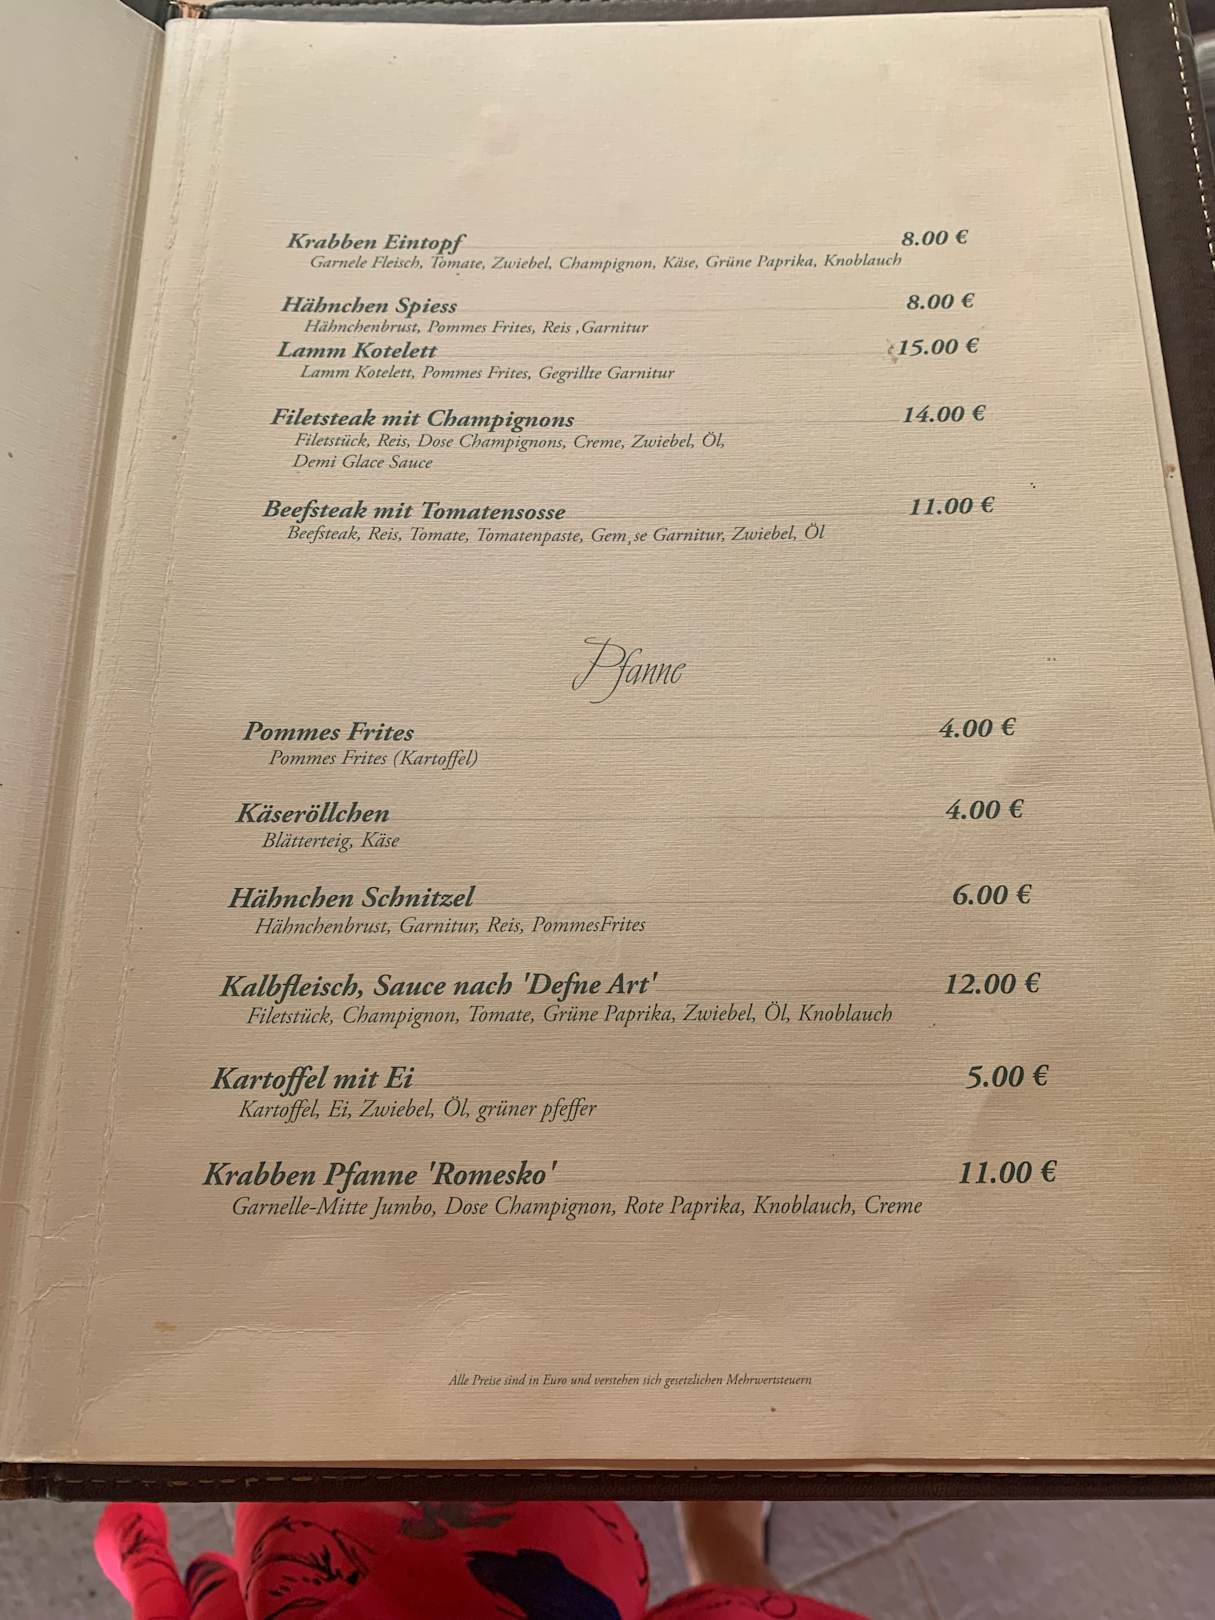 Krabben Eintopf 8.00 €
Garnele Fleisch, Tomate, Zwiebel, Champignon, Käse, Grüne Paprika, Knoblauch
Hähnchen Spiess 8.00 €
Hähnchenbrust, Pommes Frites, Reis ,Garnitur
Lamm Kotelett 15.00 €
Lamm Kotelett, Pommes Frites, Gegrillte Garnitur
Filetsteak mit Champignons 14.00 €
Filetstück, Reis, Dose Champignons, Creme, Zwiebel, Öl,
Demi Glace Sauce
Beefsteak mit Tomatensosse 11.00 €
Beefsteak, Reis, Tomate, Tomatenpaste, Gem¸se Garnitur, Zwiebel, Öl
Pfanne
Pommes Frites 4.00 €
Pommes Frites (Kartoffel)
Käseröllchen 4.00 €
Blätterteig, Käse
Hähnchen Schnitzel 6.00 €
Hähnchenbrust, Garnitur, Reis, PommesFrites
Kalbfleisch, Sauce nach 'Defne Art' 12.00 €
Filetstück, Champignon, Tomate, Grüne Paprika, Zwiebel, Öl, Knoblauch
Kartoffel mit Ei 5.00 €
Kartoffel, Ei, Zwiebel, Öl, grüner pfeffer
Krabben Pfanne 'Romesko' 11.00 €
Garnelle-Mitte Jumbo, Dose Champignon, Rote Paprika, Knoblauch, Creme
Alle Preise sind in Euro und verstehen sich gesetzlichen Mehrwertsteuern